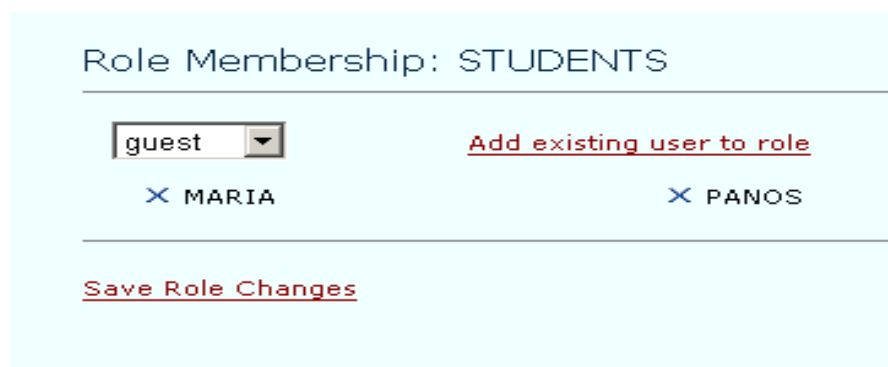 Role Membership: STUDENTS
guest Add existing user to role
MARIA PANOS
Save Role Changes